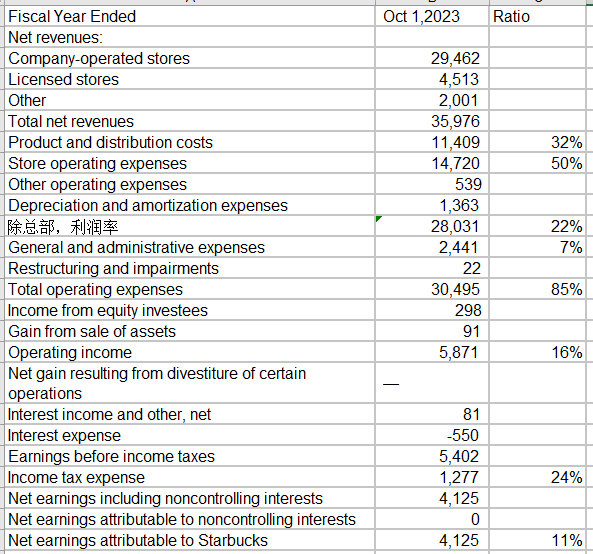 Fiscal Year Ended Oct 1,2023 Ratio
Net revenues:
Company-operated stores 29,462
Licensed stores 4,513
Other 2,001
Total net revenues 35,976
Product and distribution costs 11,409 32%
Store operating expenses 14,720 50%
Other operating expenses 539
Depreciation and amortization expenses 1,363
除总部，利润率 28,031 22%
General and administrative expenses 2,441 7%
Restructuring and impairments 22
Total operating expenses 30,495 85%
Income from equity investees 298
Gain from sale of assets 91
Operating income 5,871 16%
Net gain resulting from divestiture of certain
operations —
Interest income and other, net 81
Interest expense -550
Earnings before income taxes 5,402
Income tax expense 1,277 24%
Net earnings including noncontrolling interests 4,125
Net earnings attributable to noncontrolling interests 0
Net earnings attributable to Starbucks 4,125 11%